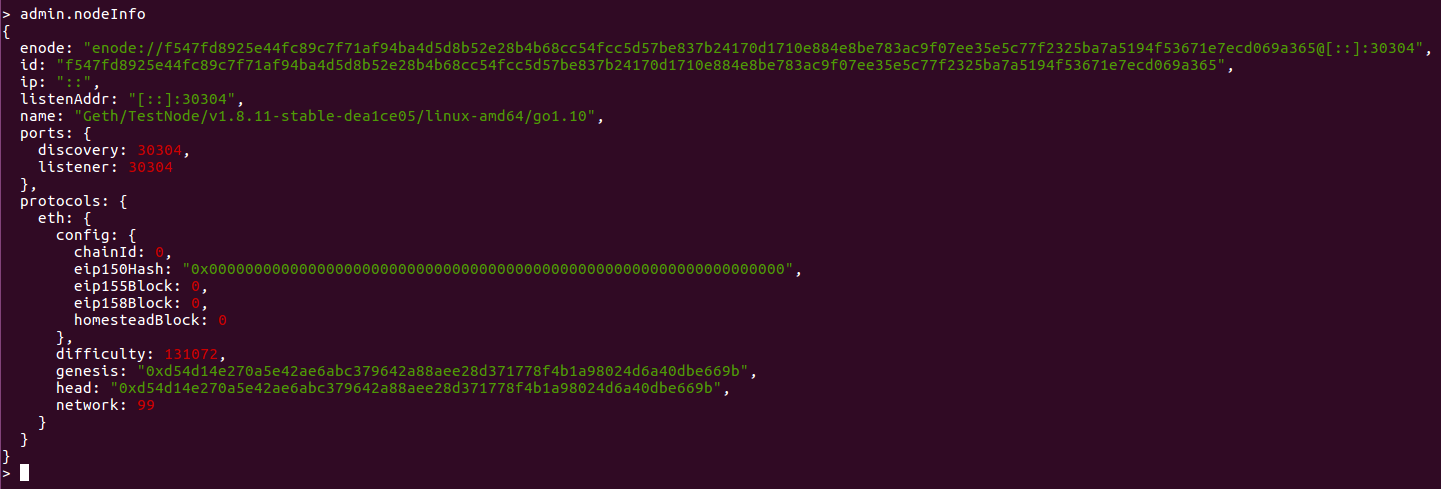 > admin.nodeInfo
{
  enode: "enode://f547fd8925e44fc89c7f71af94ba4d5d8b52e28b4b68cc54fcc5d57be837b24170d1710e884e8be783ac9f07ee35e5c77f2325ba7a5194f53671e7ecd069a365@[::]:30304",
  id: "f547fd8925e44fc89c7f71af94ba4d5d8b52e28b4b68cc54fcc5d57be837b24170d1710e884e8be783ac9f07ee35e5c77f2325ba7a5194f53671e7ecd069a365",
  ip: "::",
  listenAddr: "[::]:30304",
  name: "Geth/TestNode/v1.8.11-stable-dea1ce05/linux-amd64/go1.10",
  ports: {
    discovery: 30304,
    listener: 30304
  },
  protocols: {
    eth: {
      config: {
        chainId: 0,
        eip150Hash: "0x0000000000000000000000000000000000000000000000000000000000000000",
        eip155Block: 0,
        eip158Block: 0,
        homesteadBlock: 0
      },
      difficulty: 131072,
      genesis: "0xd54d14e270a5e42ae6abc379642a88aee28d371778f4b1a98024d6a40dbe669b",
      head: "0xd54d14e270a5e42ae6abc379642a88aee28d371778f4b1a98024d6a40dbe669b",
      network: 99
    }
  }
}
>